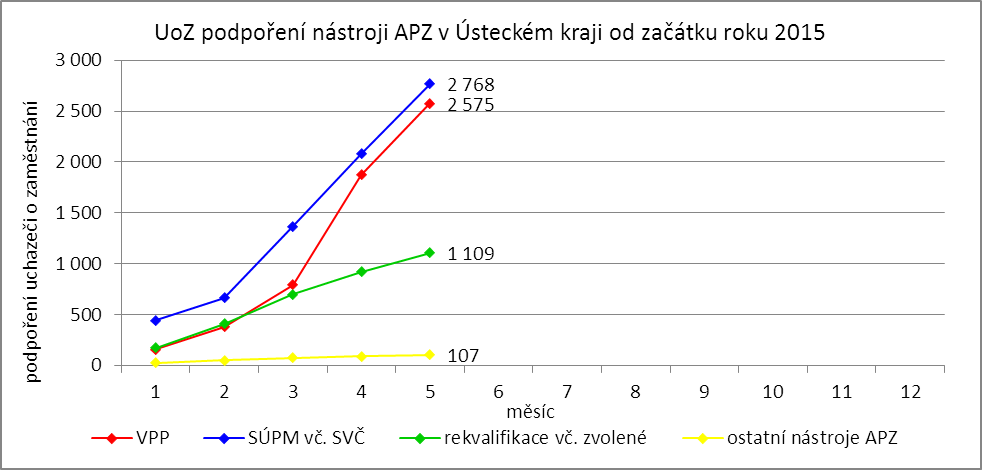 UoZ podpoření nástroji APZ v Ústeckém kraji od začátku roku 2015
podpoření uchazeči o zaměstnání
3 000
2 500
2 000
1 500
1 000
500
0
2 768
2 575
1 109
107
1 2 3 4 5 6 7 8 9 10 11 12
měsíc
VPP SÚPM vč. SVČ rekvalifikace vč. zvolené ostatní nástroje APZ